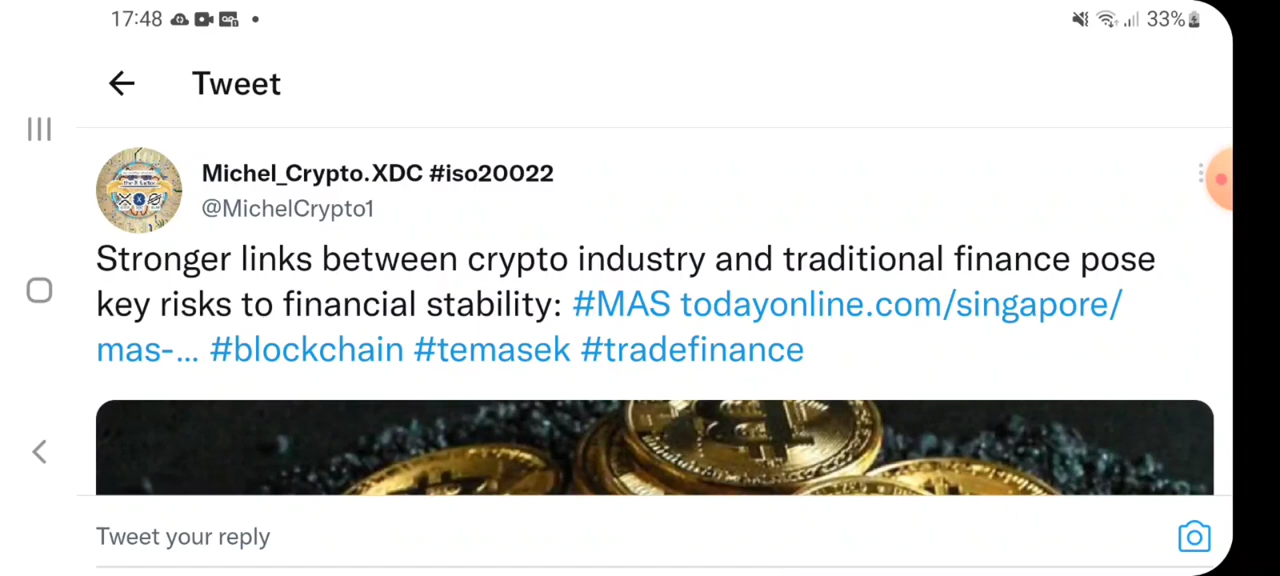 17:48
33%
Tweet
Michel_Crypto.XDC #iso20022
@MichelCrypto1
Stronger links between crypto industry and traditional finance pose
key risks to financial stability: #MAS todayonline.com/singapore/
mas-... #blockchain #temasek #tradefinance
Tweet your reply